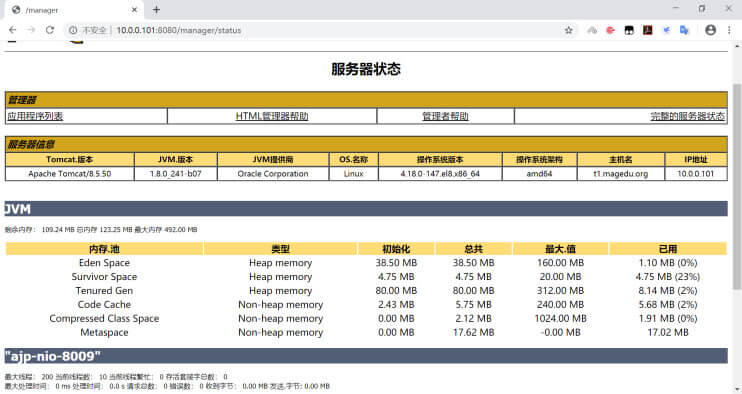 /manager
不安全 | 10.0.0.101:8080/manager/status
服务器状态
管理器
应用程序列表 HTML管理器帮助 管理者帮助 完整的服务器状态
服务器信息
Tomcat.版本 JVM.版本 JVM提供商 OS.名称 操作系统版本 操作系统架构 主机名 IP地址
Apache Tomcat/8.5.50 1.8.0_241-b07 Oracle Corporation Linux 4.18.0-147.el8.x86_64 amd64 t1.magedu.org 10.0.0.101
JVM
剩余内存： 109.24 MB 总内存 123.25 MB 最大内存 492.00 MB
内存.池 类型 初始化 总共 最大.值 已用
Eden Space Heap memory 38.50 MB 38.50 MB 160.00 MB 1.10 MB (0%)
Survivor Space Heap memory 4.75 MB 4.75 MB 20.00 MB 4.75 MB (23%)
Tenured Gen Heap memory 80.00 MB 80.00 MB 312.00 MB 8.14 MB (2%)
Code Cache Non-heap memory 2.43 MB 5.75 MB 240.00 MB 5.68 MB (2%)
Compressed Class Space Non-heap memory 0.00 MB 2.12 MB 1024.00 MB 1.91 MB (0%)
Metaspace Non-heap memory 0.00 MB 17.62 MB -0.00 MB 17.02 MB
"ajp-nio-8009"
最大线程： 200 当前线程数： 10 当前线程繁忙： 0 存活套接字总数： 0
最大处理时间： 0 ms 处理时间： 0.0 s 请求总数： 0 错误数： 0 收到字节： 0.00 MB 发送.字节: 0.00 MB